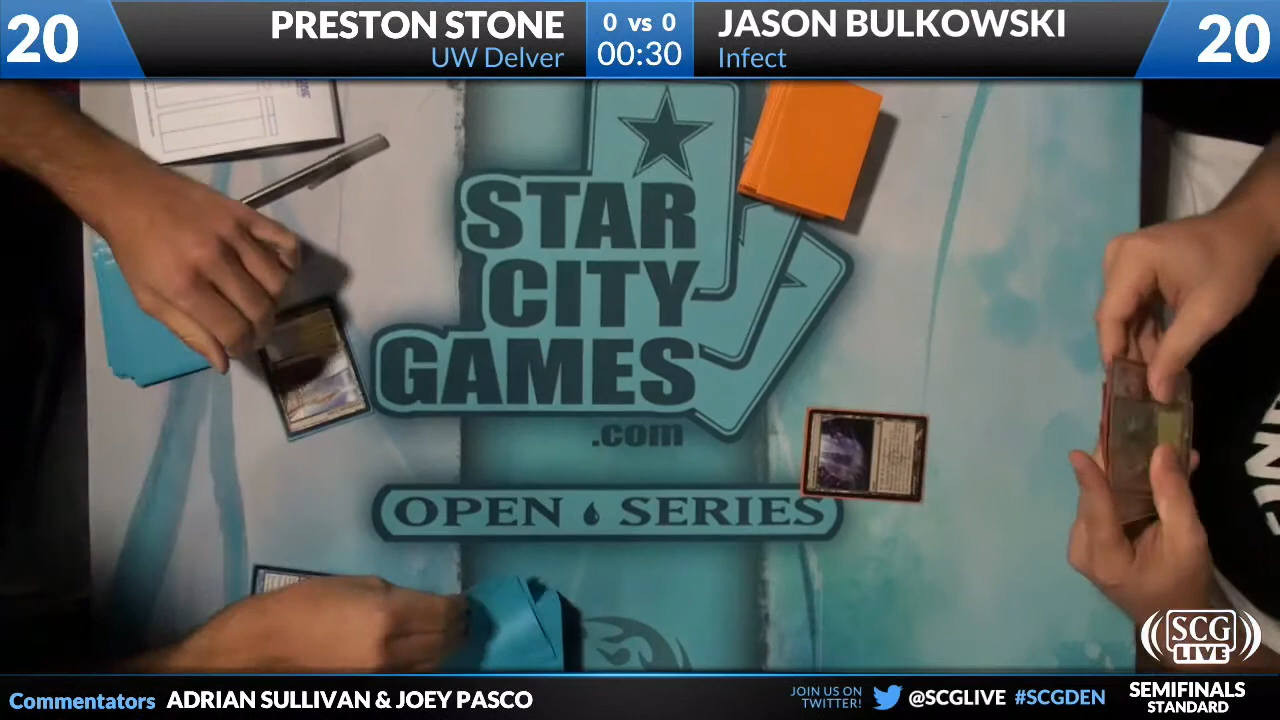 20
PRESTON STONE
UW Delver
0 vs 0
00:30
JASON BULKOWSKI
Infect
20
STAR
CITY
GAMES
.com
OPEN SERIES
SCG
LIVE
Commentators ADRIAN SULLIVAN & JOEY PASCO
JOIN US ON
TWITTER!
@SCGLIVE #SCGDEN
SEMIFINALS
STANDARD